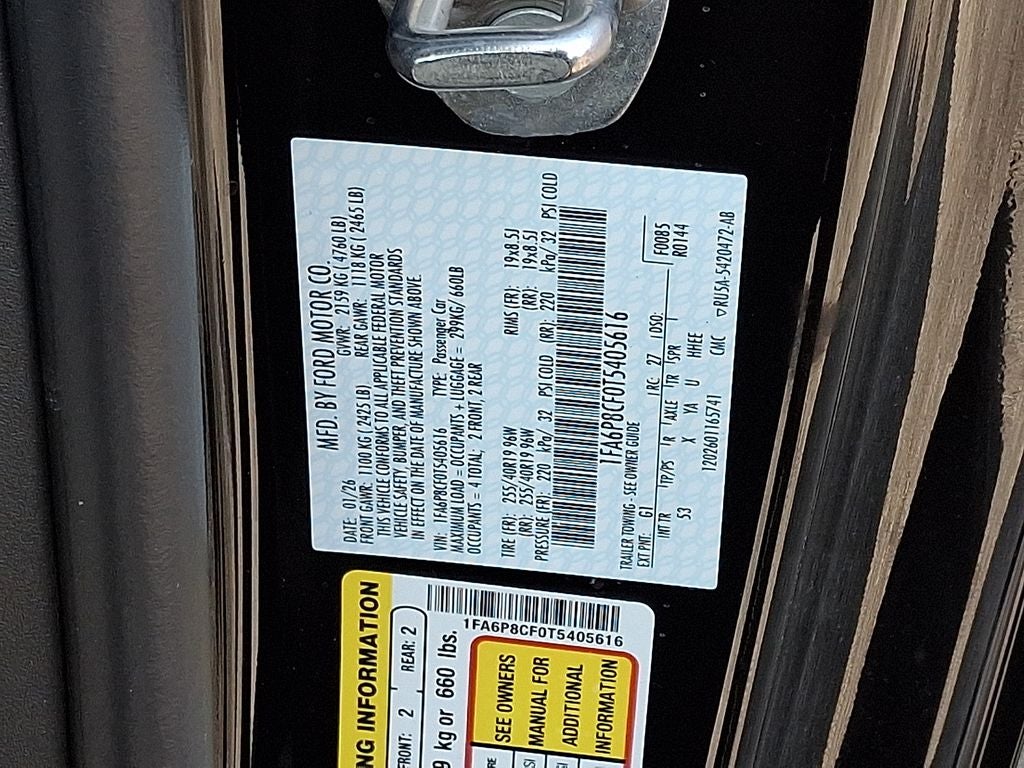 MFD. BY FORD MOTOR CO.
DATE: 01/26 GVWR: 2159 KG ( 4760 LB)
FRONT GAWR: 1100 KG ( 2425 LB) REAR GAWR: 1118 KG ( 2465 LB)
THIS VEHICLE CONFORMS TO ALL APPLICABLE FEDERAL MOTOR
VEHICLE SAFETY, BUMPER, AND THEFT PREVENTION STANDARDS
IN EFFECT ON THE DATE OF MANUFACTURE SHOWN ABOVE.
VIN: 1FA6P8CF0T5405616 TYPE: Passenger Car
MAXIMUM LOAD = OCCUPANTS + LUGGAGE = 299KG/ 660LB
OCCUPANTS = 4 TOTAL, 2 FRONT, 2 REAR
TIRE (FR): 255/40R19 96W RIMS (FR): 19x8.5J
(RR): 255/40R19 96W (RR): 19x8.5J
PRESSURE (FR): 220 kPa/ 32 PSI COLD (RR): 220 kPa/ 32 PSI COLD
1FA6P8CF0T5405616
TRAILER TOWING - SEE OWNER GUIDE
EXT PNT: G1 RC: 27 DSO: F0085
INT TR TP/PS R AXLE TR SPR R0144
53 X YA U HHEE
1202601165741 CMC ▽RU5A-5420472-AB
NG INFORMATION
FRONT: 2 REAR: 2
9 kg or 660 lbs.
1FA6P8CF0T5405616
SEE OWNERS
MANUAL FOR
ADDITIONAL
INFORMATION